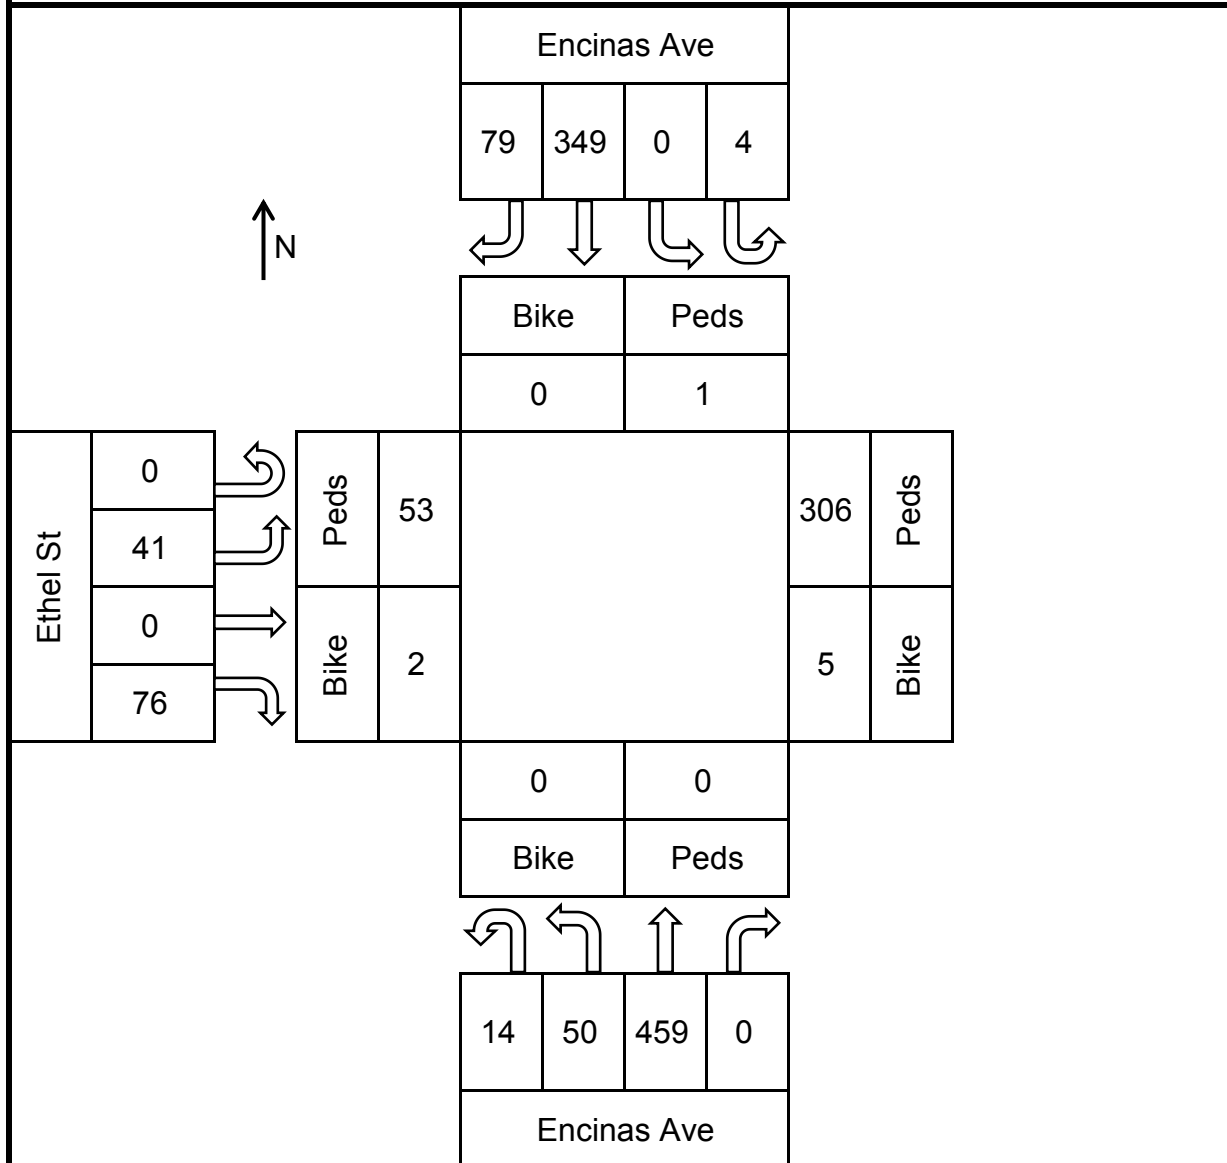 Encinas Ave
79 349 0 4
N
Bike Peds
0 1
Ethel St
0
41
0
76
Peds 53
Bike 2
306 Peds
5 Bike
0 0
Bike Peds
14 50 459 0
Encinas Ave